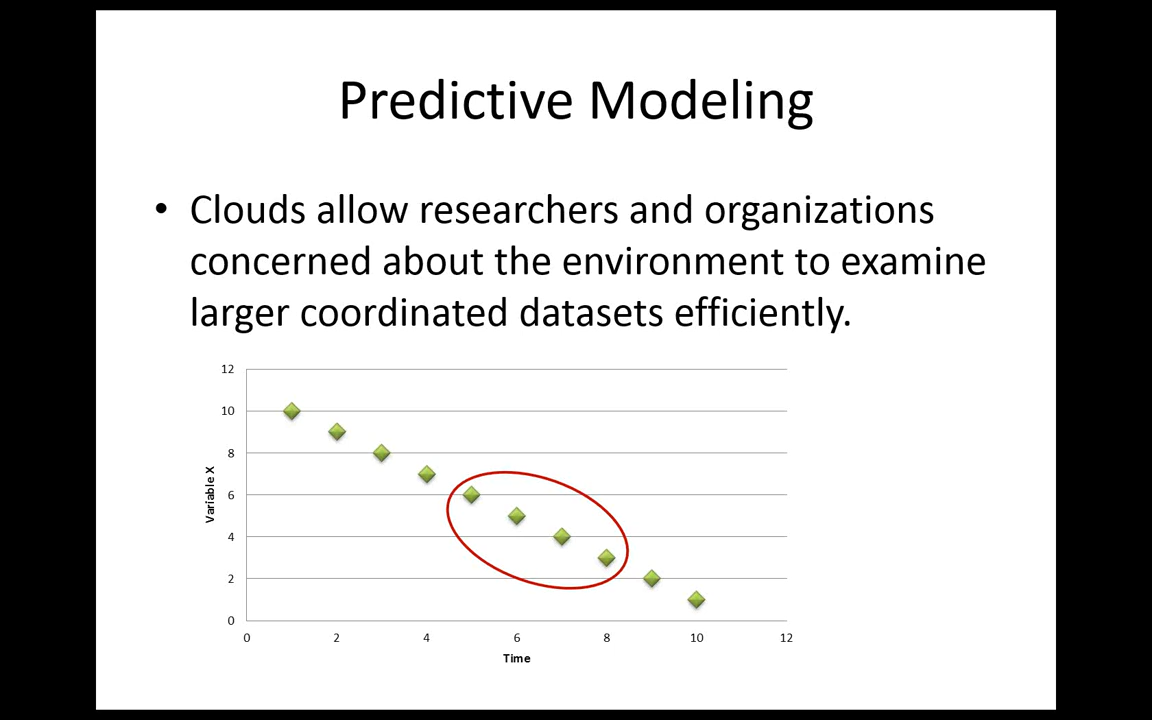 Predictive Modeling
• Clouds allow researchers and organizations
concerned about the environment to examine
larger coordinated datasets efficiently.
12
10
8
6
4
2
0
Variable X
0 2 4 6 8 10 12
Time